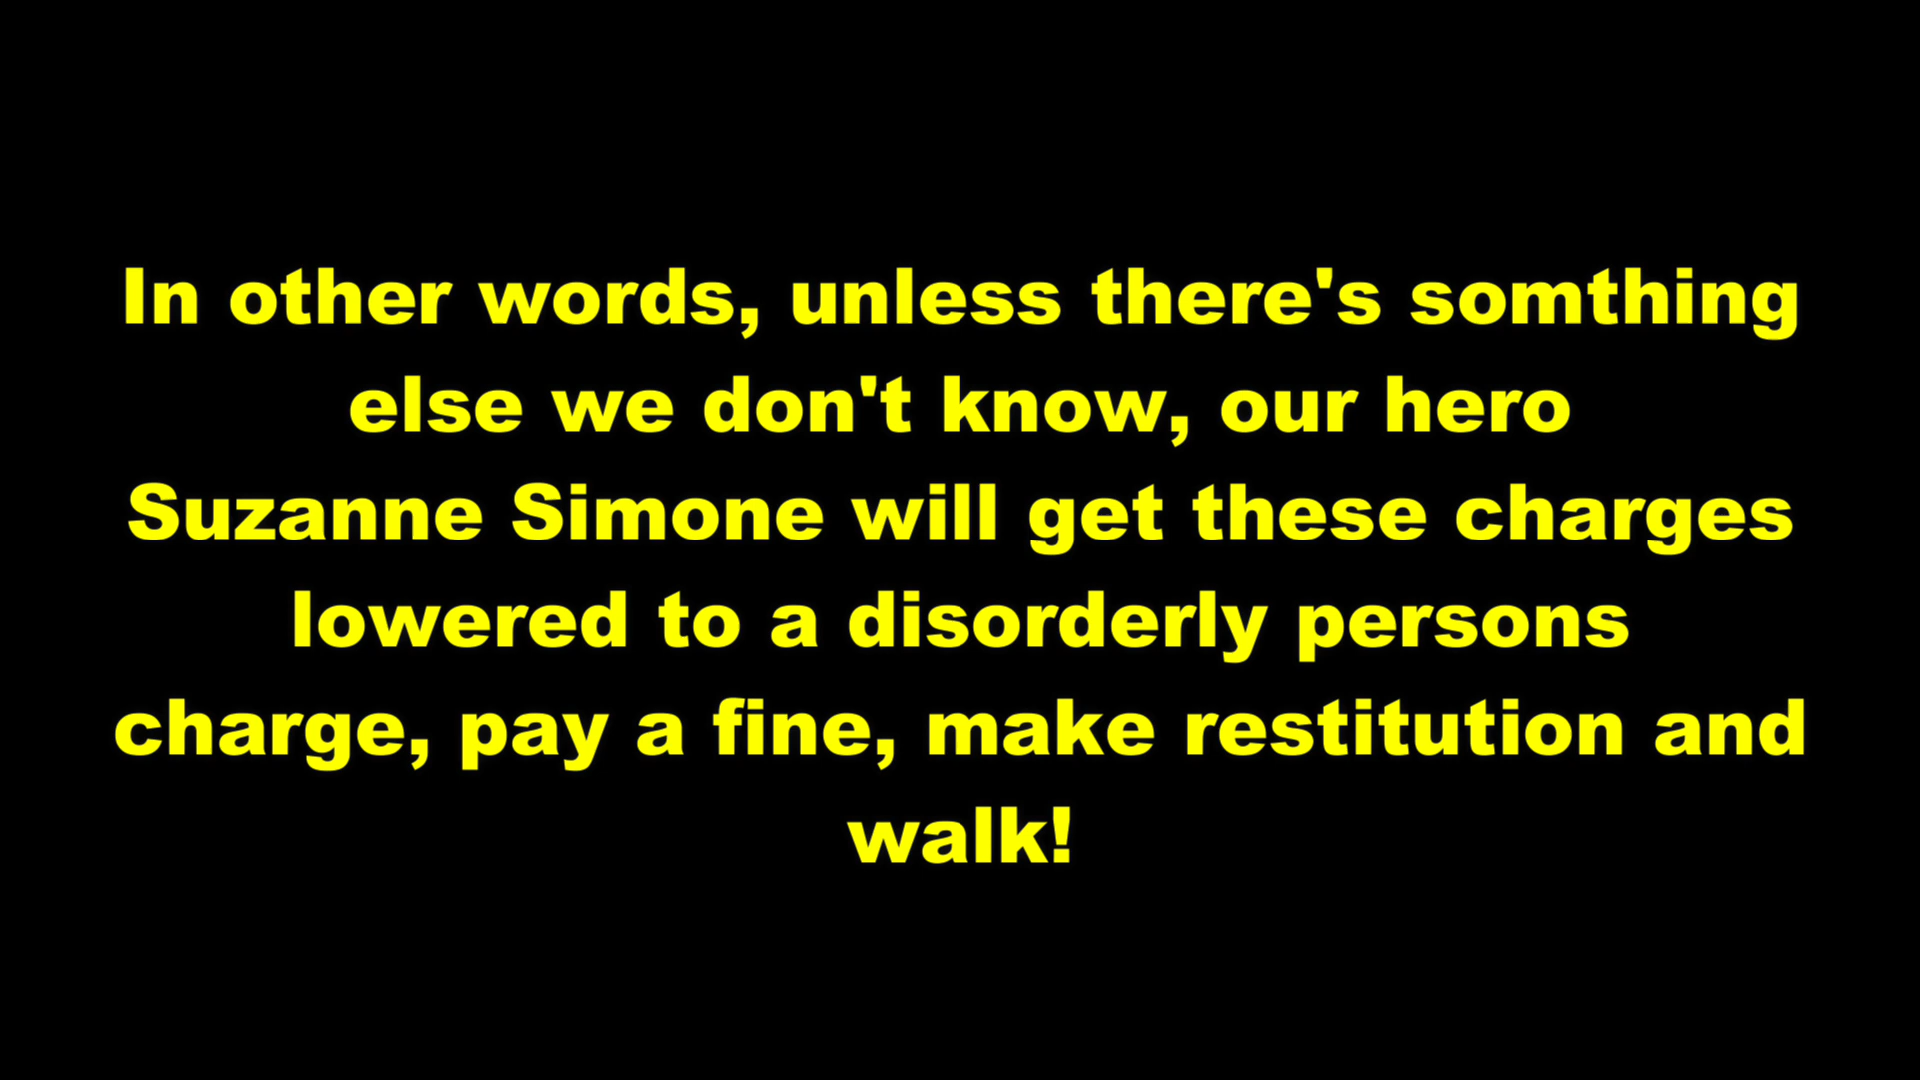 In other words, unless there's somthing
else we don't know, our hero
Suzanne Simone will get these charges
lowered to a disorderly persons
charge, pay a fine, make restitution and
walk!